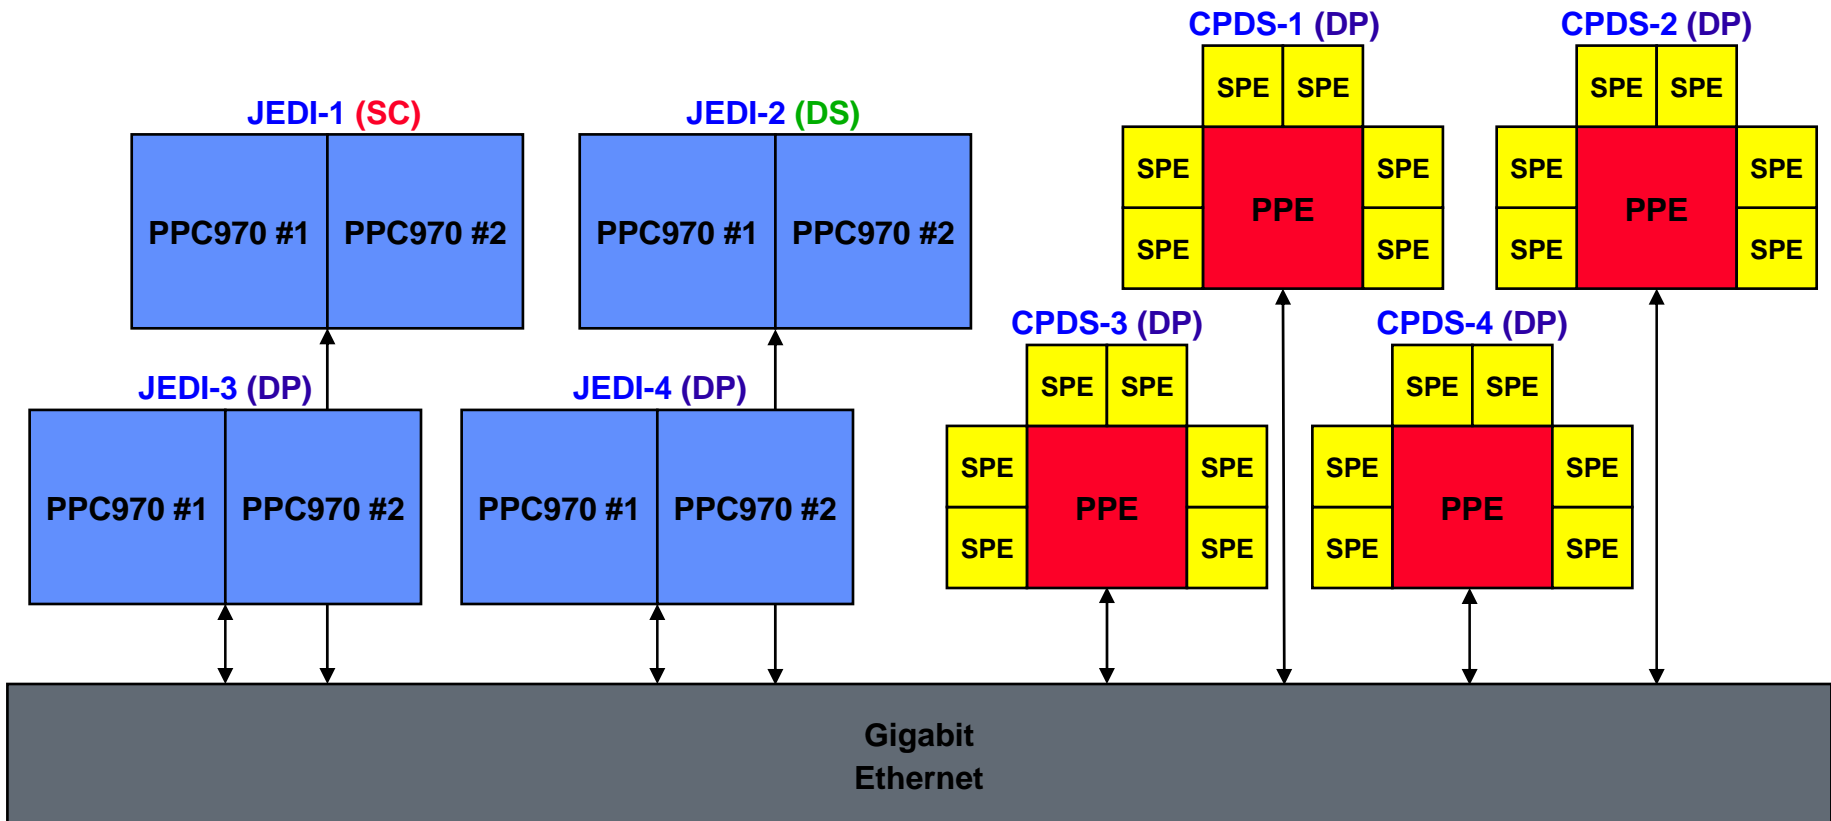 CPDS-1 (DP)
CPDS-2 (DP)
SPE SPE
SPE SPE
JEDI-1 (SC)
JEDI-2 (DS)
SPE
SPE
SPE
SPE
PPC970 #1
PPC970 #2
PPC970 #1
PPC970 #2
PPE
PPE
SPE
SPE
SPE
SPE
CPDS-3 (DP)
CPDS-4 (DP)
JEDI-3 (DP)
JEDI-4 (DP)
SPE SPE
SPE SPE
SPE
SPE
SPE
SPE
PPC970 #1
PPC970 #2
PPC970 #1
PPC970 #2
PPE
PPE
SPE
SPE
SPE
SPE
Gigabit
Ethernet